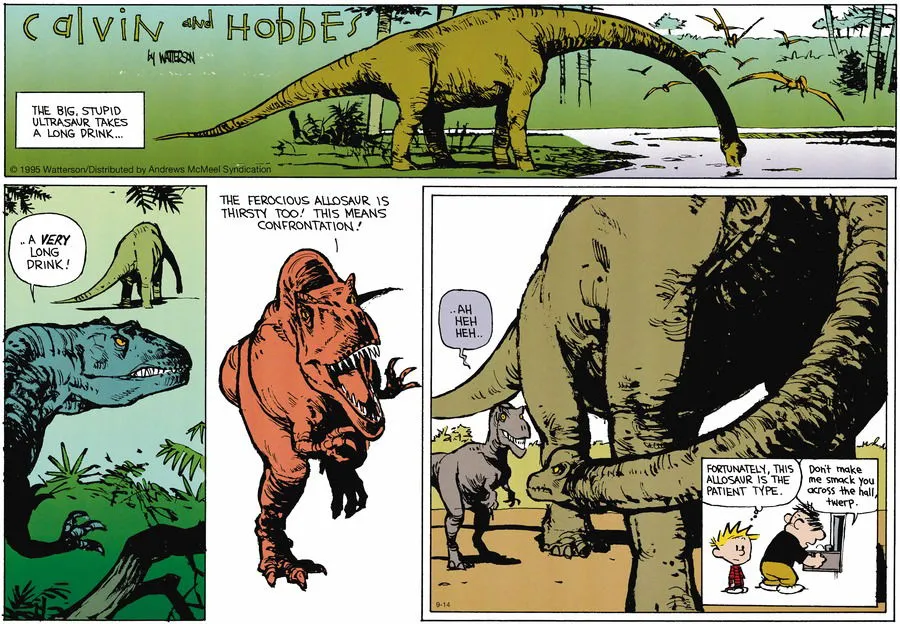 Calvin and Hobbes
by WATTERSON
THE BIG, STUPID
ULTRASAUR TAKES
A LONG DRINK...
© 1995 Watterson/Distributed by Andrews McMeel Syndication
..A VERY
LONG
DRINK!
THE FEROCIOUS ALLOSAUR IS
THIRSTY TOO! THIS MEANS
CONFRONTATION!
..AH
HEH
HEH..
FORTUNATELY, THIS
ALLOSAUR IS THE
PATIENT TYPE.
Don't make
me smack you
across the hall,
twerp.
9-14